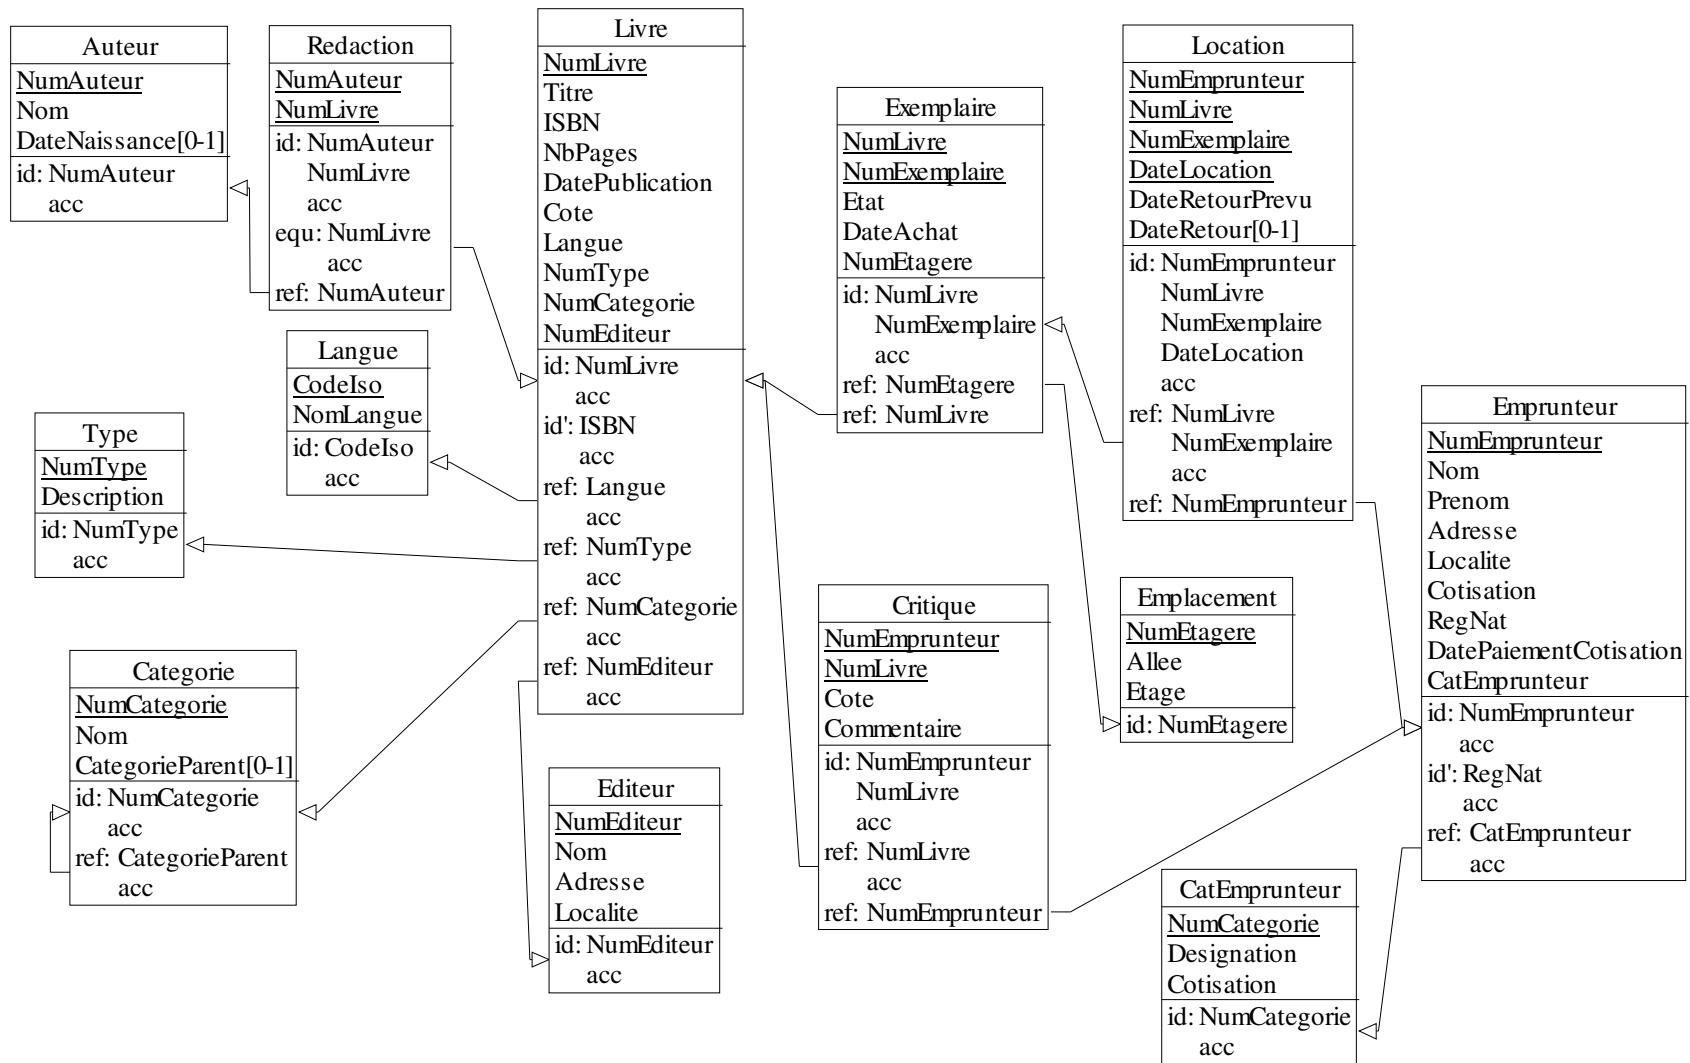 Auteur
NumAuteur
Nom
DateNaissance[0-1]
id: NumAuteur
acc
Redaction
NumAuteur
NumLivre
id: NumAuteur
NumLivre
acc
equ: NumLivre
acc
ref: NumAuteur
Livre
NumLivre
Titre
ISBN
NbPages
DatePublication
Cote
Langue
NumType
NumCategorie
NumEditeur
id: NumLivre
acc
id': ISBN
acc
ref: Langue
acc
ref: NumType
acc
ref: NumCategorie
acc
ref: NumEditeur
acc
Exemplaire
NumLivre
NumExemplaire
Etat
DateAchat
NumEtagere
id: NumLivre
NumExemplaire
acc
ref: NumEtagere
ref: NumLivre
Location
NumEmprunteur
NumLivre
NumExemplaire
DateLocation
DateRetourPrevu
DateRetour[0-1]
id: NumEmprunteur
NumLivre
NumExemplaire
DateLocation
acc
ref: NumLivre
NumExemplaire
acc
ref: NumEmprunteur
Langue
CodeIso
NomLangue
id: CodeIso
acc
Type
NumType
Description
id: NumType
acc
Emprunteur
NumEmprunteur
Nom
Prenom
Adresse
Localite
Cotisation
RegNat
DatePaiementCotisation
CatEmprunteur
id: NumEmprunteur
acc
id': RegNat
acc
ref: CatEmprunteur
acc
Critique
NumEmprunteur
NumLivre
Cote
Commentaire
id: NumEmprunteur
NumLivre
acc
ref: NumLivre
acc
ref: NumEmprunteur
Emplacement
NumEtagere
Allee
Etage
id: NumEtagere
Categorie
NumCategorie
Nom
CategorieParent[0-1]
id: NumCategorie
acc
ref: CategorieParent
acc
Editeur
NumEditeur
Nom
Adresse
Localite
id: NumEditeur
acc
CatEmprunteur
NumCategorie
Designation
Cotisation
id: NumCategorie
acc